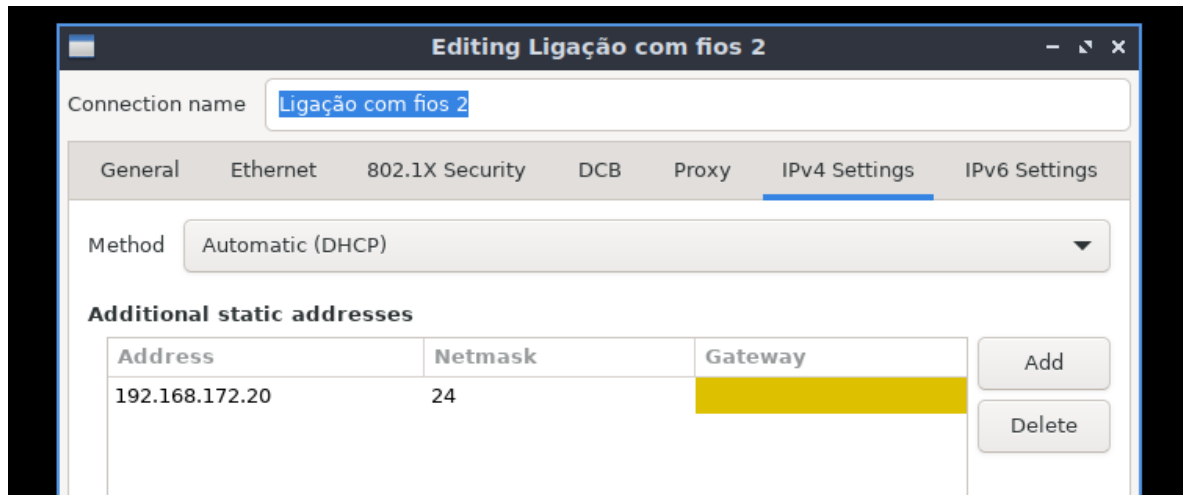 Editing Ligação com fios 2
Connection name Ligação com fios 2
General Ethernet 802.1X Security DCB Proxy IPv4 Settings IPv6 Settings
Method Automatic (DHCP)
Additional static addresses
Address Netmask Gateway Add
192.168.172.20 24
Delete